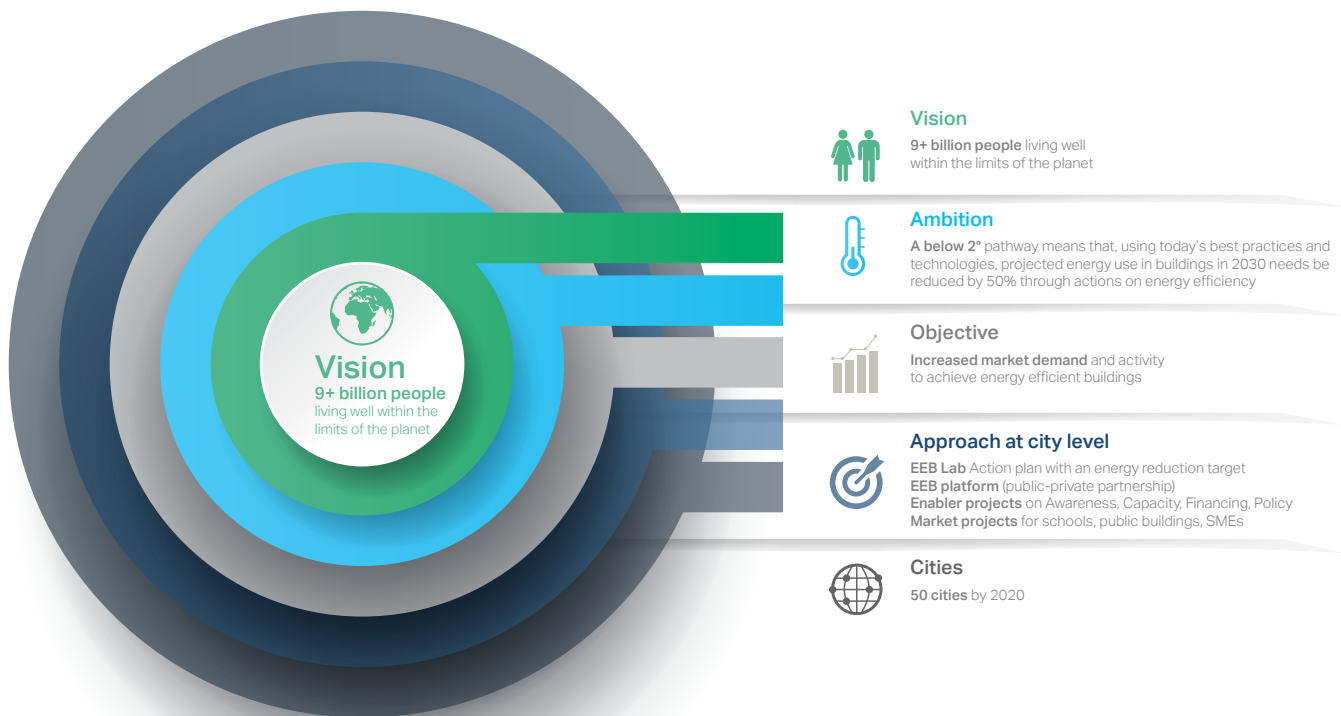 Vision
9+ billion people
living well within the
limits of the planet
Vision
9+ billion people living well
within the limits of the planet
Ambition
A below 2° pathway means that, using today's best practices and
technologies, projected energy use in buildings in 2030 needs be
reduced by 50% through actions on energy efficiency
Objective
Increased market demand and activity
to achieve energy efficient buildings
Approach at city level
EEB Lab Action plan with an energy reduction target
EEB platform (public-private partnership)
Enabler projects on Awareness, Capacity, Financing, Policy
Market projects for schools, public buildings, SMEs
Cities
50 cities by 2020